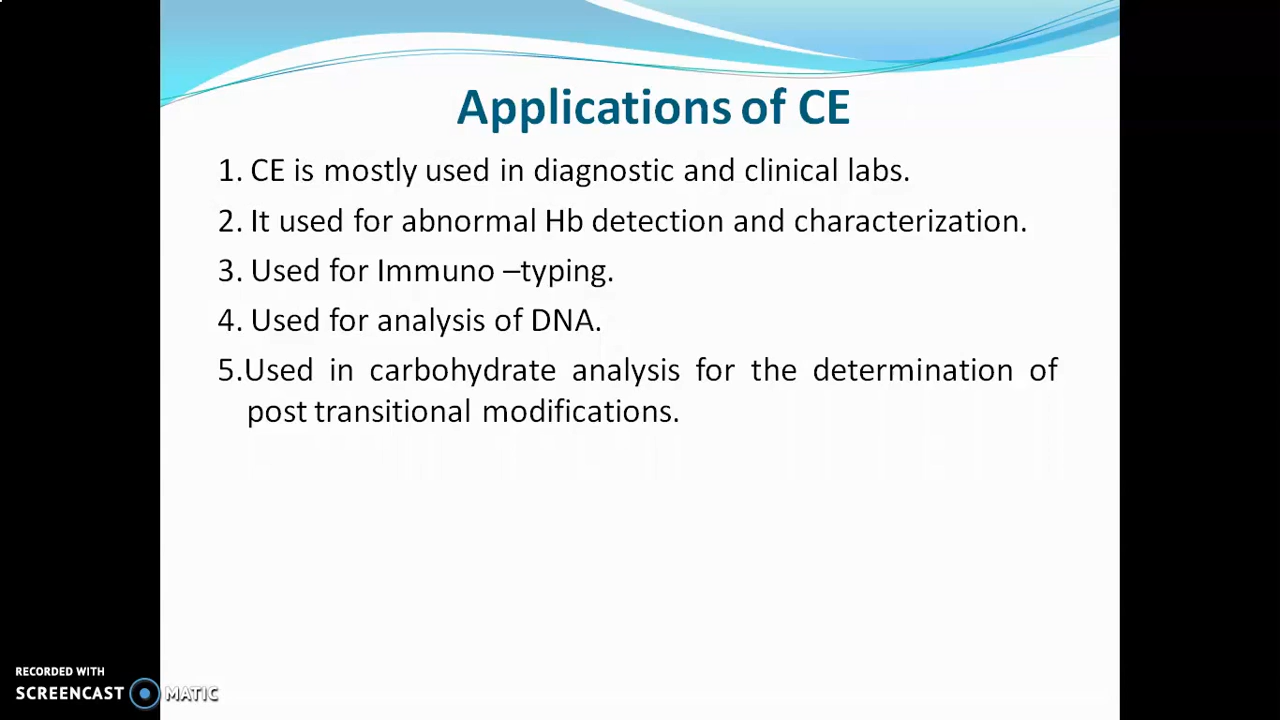 Applications of CE
1. CE is mostly used in diagnostic and clinical labs.
2. It used for abnormal Hb detection and characterization.
3. Used for Immuno –typing.
4. Used for analysis of DNA.
5.Used in carbohydrate analysis for the determination of
post transitional modifications.
RECORDED WITH
SCREENCAST MATIC